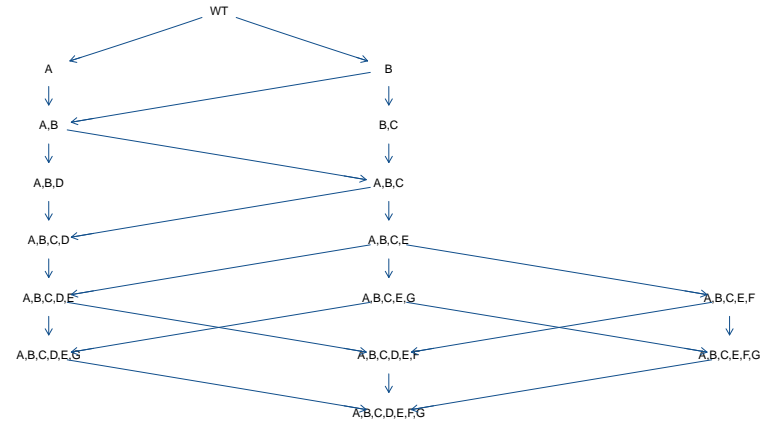 WT
A
B
A,B
B,C
A,B,D
A,B,C
A,B,C,D
A,B,C,E
A,B,C,D,E
A,B,C,E,G
A,B,C,E,F
A,B,C,D,E,G
A,B,C,D,E,F
A,B,C,E,F,G
A,B,C,D,E,F,G